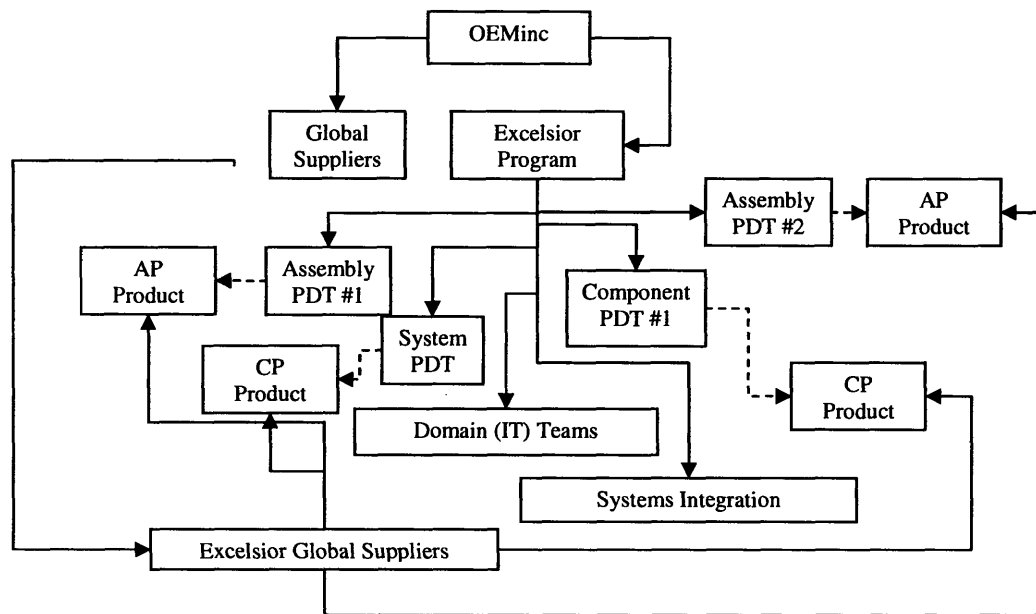 OEMinc
Global
Suppliers
Excelsior
Program
Assembly
PDT #2
AP
Product
AP
Product
Assembly
PDT #1
Component
PDT #1
System
PDT
CP
Product
CP
Product
Domain (IT) Teams
Systems Integration
Excelsior Global Suppliers